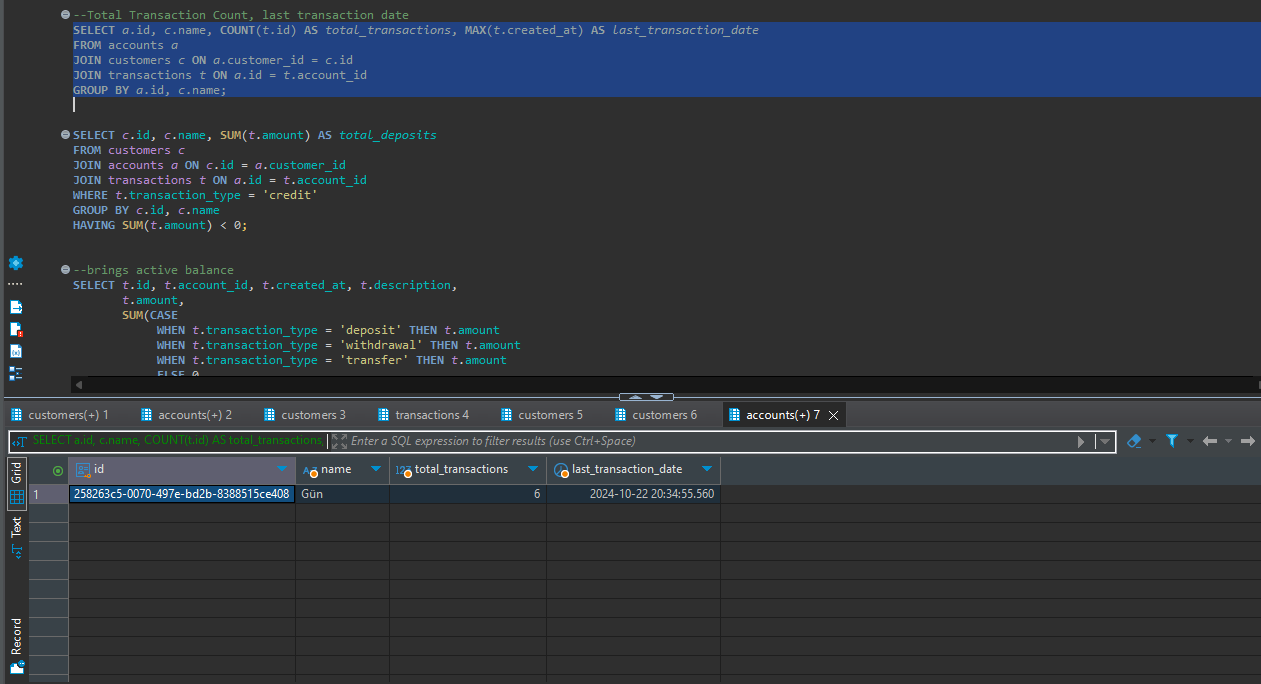 --Total Transaction Count, last transaction date
SELECT a.id, c.name, COUNT(t.id) AS total_transactions, MAX(t.created_at) AS last_transaction_date
FROM accounts a
JOIN customers c ON a.customer_id = c.id
JOIN transactions t ON a.id = t.account_id
GROUP BY a.id, c.name;
SELECT c.id, c.name, SUM(t.amount) AS total_deposits
FROM customers c
JOIN accounts a ON c.id = a.customer_id
JOIN transactions t ON a.id = t.account_id
WHERE t.transaction_type = 'credit'
GROUP BY c.id, c.name
HAVING SUM(t.amount) < 0;
--brings active balance
SELECT t.id, t.account_id, t.created_at, t.description,
t.amount,
SUM(CASE
WHEN t.transaction_type = 'deposit' THEN t.amount
WHEN t.transaction_type = 'withdrawal' THEN t.amount
WHEN t.transaction_type = 'transfer' THEN t.amount
ELSE 0
customers(+) 1 accounts(+) 2 customers 3 transactions 4 customers 5 customers 6 accounts(+) 7
SELECT a.id, c.name, COUNT(t.id) AS total_transactions, Enter a SQL expression to filter results (use Ctrl+Space)
Grid
Text
Record
id name 123 total_transactions last_transaction_date
1 258263c5-0070-497e-bd2b-8388515ce408 Gün 6 2024-10-22 20:34:55.560